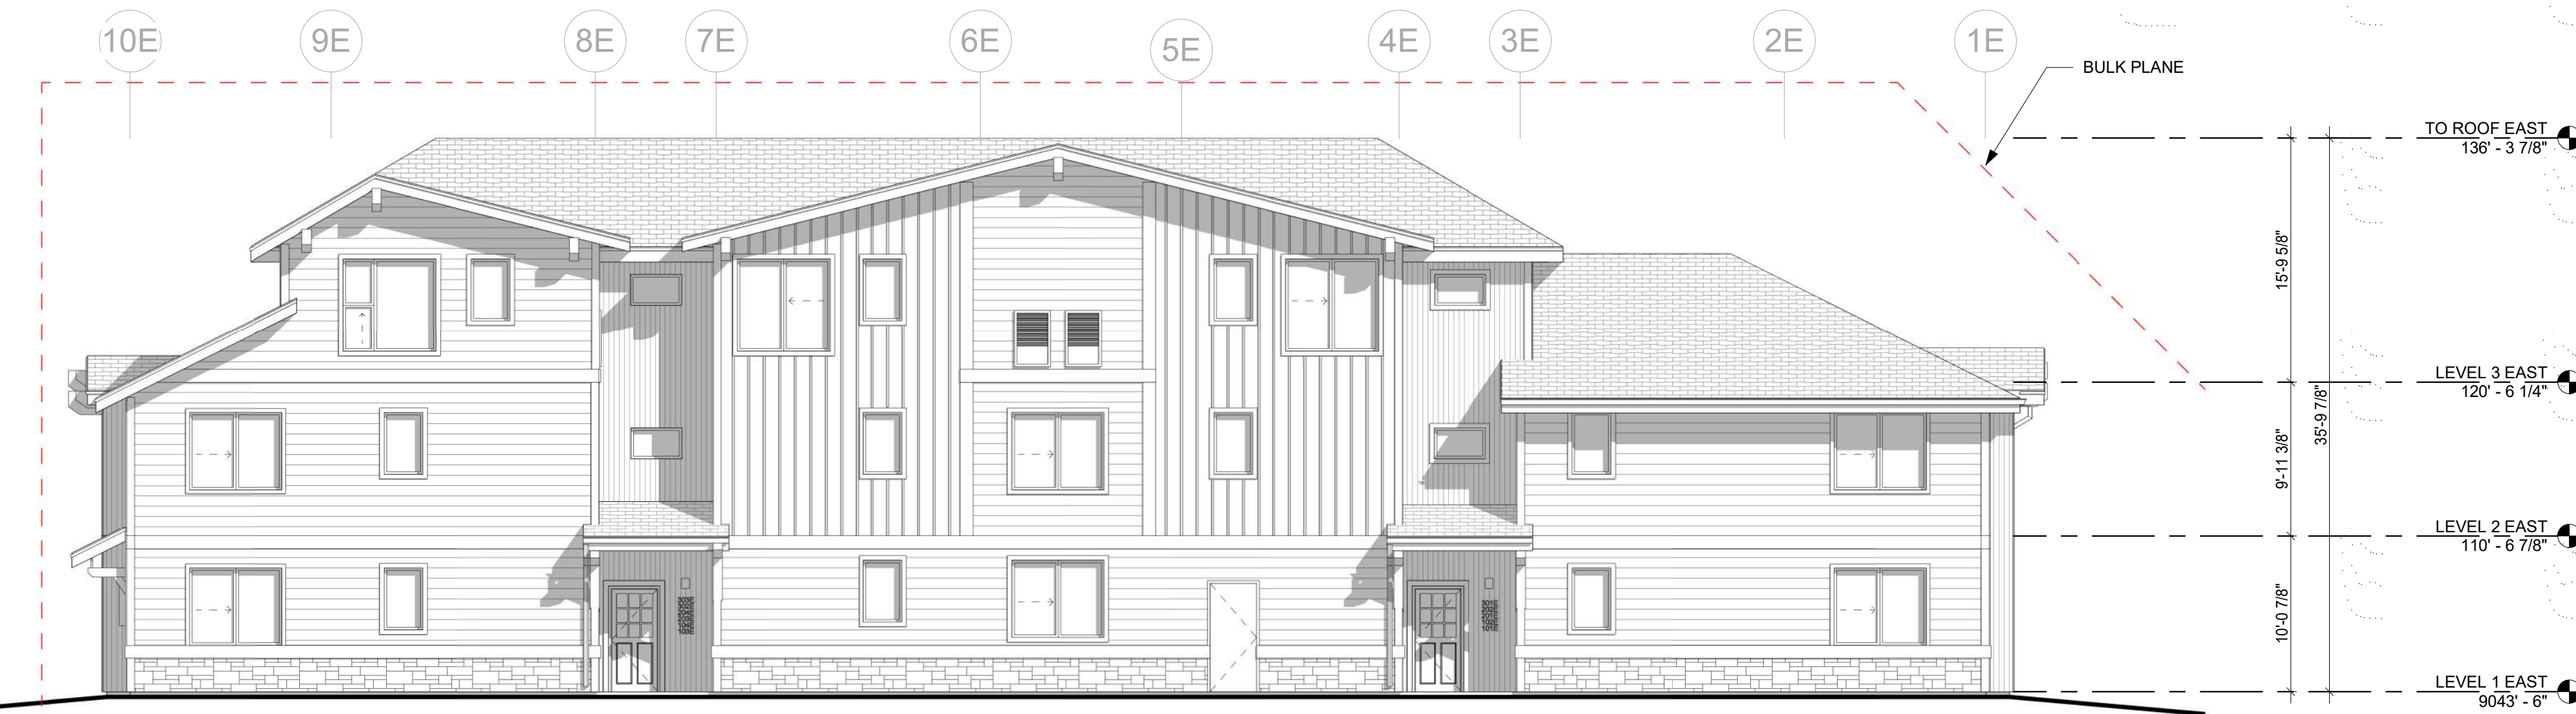 10E
9E
8E
7E
6E
5E
4E
3E
2E
1E
BULK PLANE
TO ROOF EAST
136' - 3 7/8"
15'-9 5/8"
LEVEL 3 EAST
120' - 6 1/4"
35'-9 7/8"
9'-11 3/8"
LEVEL 2 EAST
110' - 6 7/8"
10'-0 7/8"
LEVEL 1 EAST
9043' - 6"